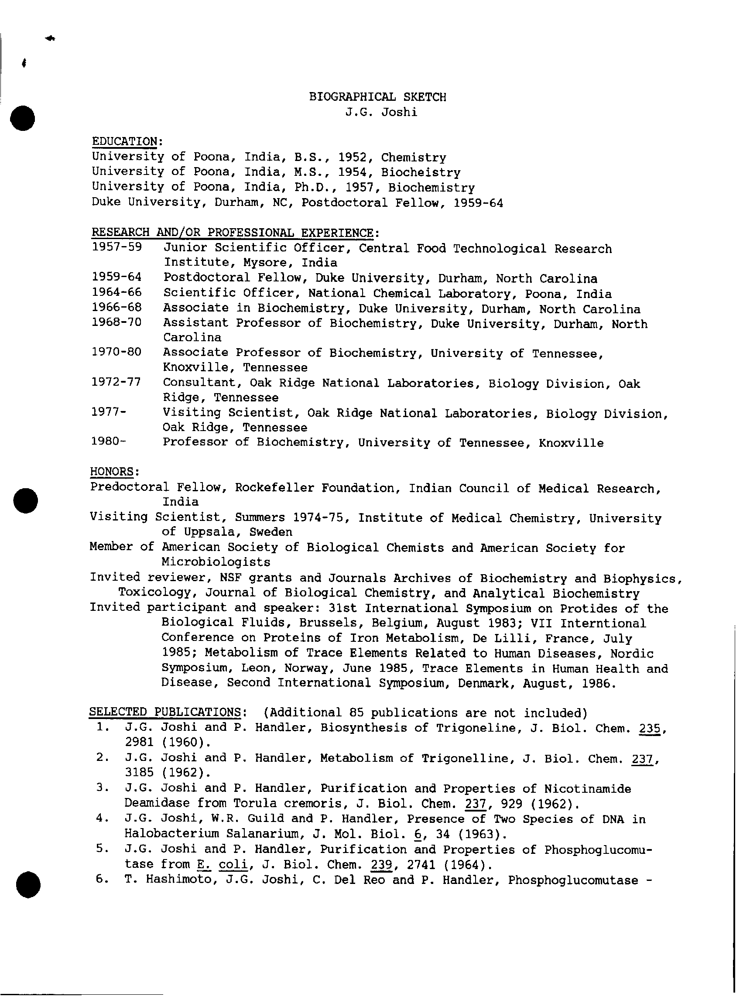 BIOGRAPHICAL SKETCH
J.G. Joshi
EDUCATION:
University of Poona, India, B.S., 1952, Chemistry
University of Poona, India, M.S., 1954, Biocheistry
University of Poona, India, Ph.D., 1957, Biochemistry
Duke University, Durham, NC, Postdoctoral Fellow, 1959-64
RESEARCH AND/OR PROFESSIONAL EXPERIENCE:
1957-59 Junior Scientific Officer, Central Food Technological Research
Institute, Mysore, India
1959-64 Postdoctoral Fellow, Duke University, Durham, North Carolina
1964-66 Scientific Officer, National Chemical Laboratory, Poona, India
1966-68 Associate in Biochemistry, Duke University, Durham, North Carolina
1968-70 Assistant Professor of Biochemistry, Duke University, Durham, North
Carolina
1970-80 Associate Professor of Biochemistry, University of Tennessee,
Knoxville, Tennessee
1972-77 Consultant, Oak Ridge National Laboratories, Biology Division, Oak
Ridge, Tennessee
1977- Visiting Scientist, Oak Ridge National Laboratories, Biology Division,
Oak Ridge, Tennessee
1980- Professor of Biochemistry, University of Tennessee, Knoxville
HONORS:
Predoctoral Fellow, Rockefeller Foundation, Indian Council of Medical Research,
India
Visiting Scientist, Summers 1974-75, Institute of Medical Chemistry, University
of Uppsala, Sweden
Member of American Society of Biological Chemists and American Society for
Microbiologists
Invited reviewer, NSF grants and Journals Archives of Biochemistry and Biophysics,
Toxicology, Journal of Biological Chemistry, and Analytical Biochemistry
Invited participant and speaker: 31st International Symposium on Protides of the
Biological Fluids, Brussels, Belgium, August 1983; VII Interntional
Conference on Proteins of Iron Metabolism, De Lilli, France, July
1985; Metabolism of Trace Elements Related to Human Diseases, Nordic
Symposium, Leon, Norway, June 1985, Trace Elements in Human Health and
Disease, Second International Symposium, Denmark, August, 1986.
SELECTED PUBLICATIONS: (Additional 85 publications are not included)
1. J.G. Joshi and P. Handler, Biosynthesis of Trigoneline, J. Biol. Chem. 235,
2981 (1960).
2. J.G. Joshi and P. Handler, Metabolism of Trigonelline, J. Biol. Chem. 237,
3185 (1962).
3. J.G. Joshi and P. Handler, Purification and Properties of Nicotinamide
Deamidase from Torula cremoris, J. Biol. Chem. 237, 929 (1962).
4. J.G. Joshi, W.R. Guild and P. Handler, Presence of Two Species of DNA in
Halobacterium Salanarium, J. Mol. Biol. 6, 34 (1963).
5. J.G. Joshi and P. Handler, Purification and Properties of Phosphoglucomu-
tase from E. coli, J. Biol. Chem. 239, 2741 (1964).
6. T. Hashimoto, J.G. Joshi, C. Del Reo and P. Handler, Phosphoglucomutase -